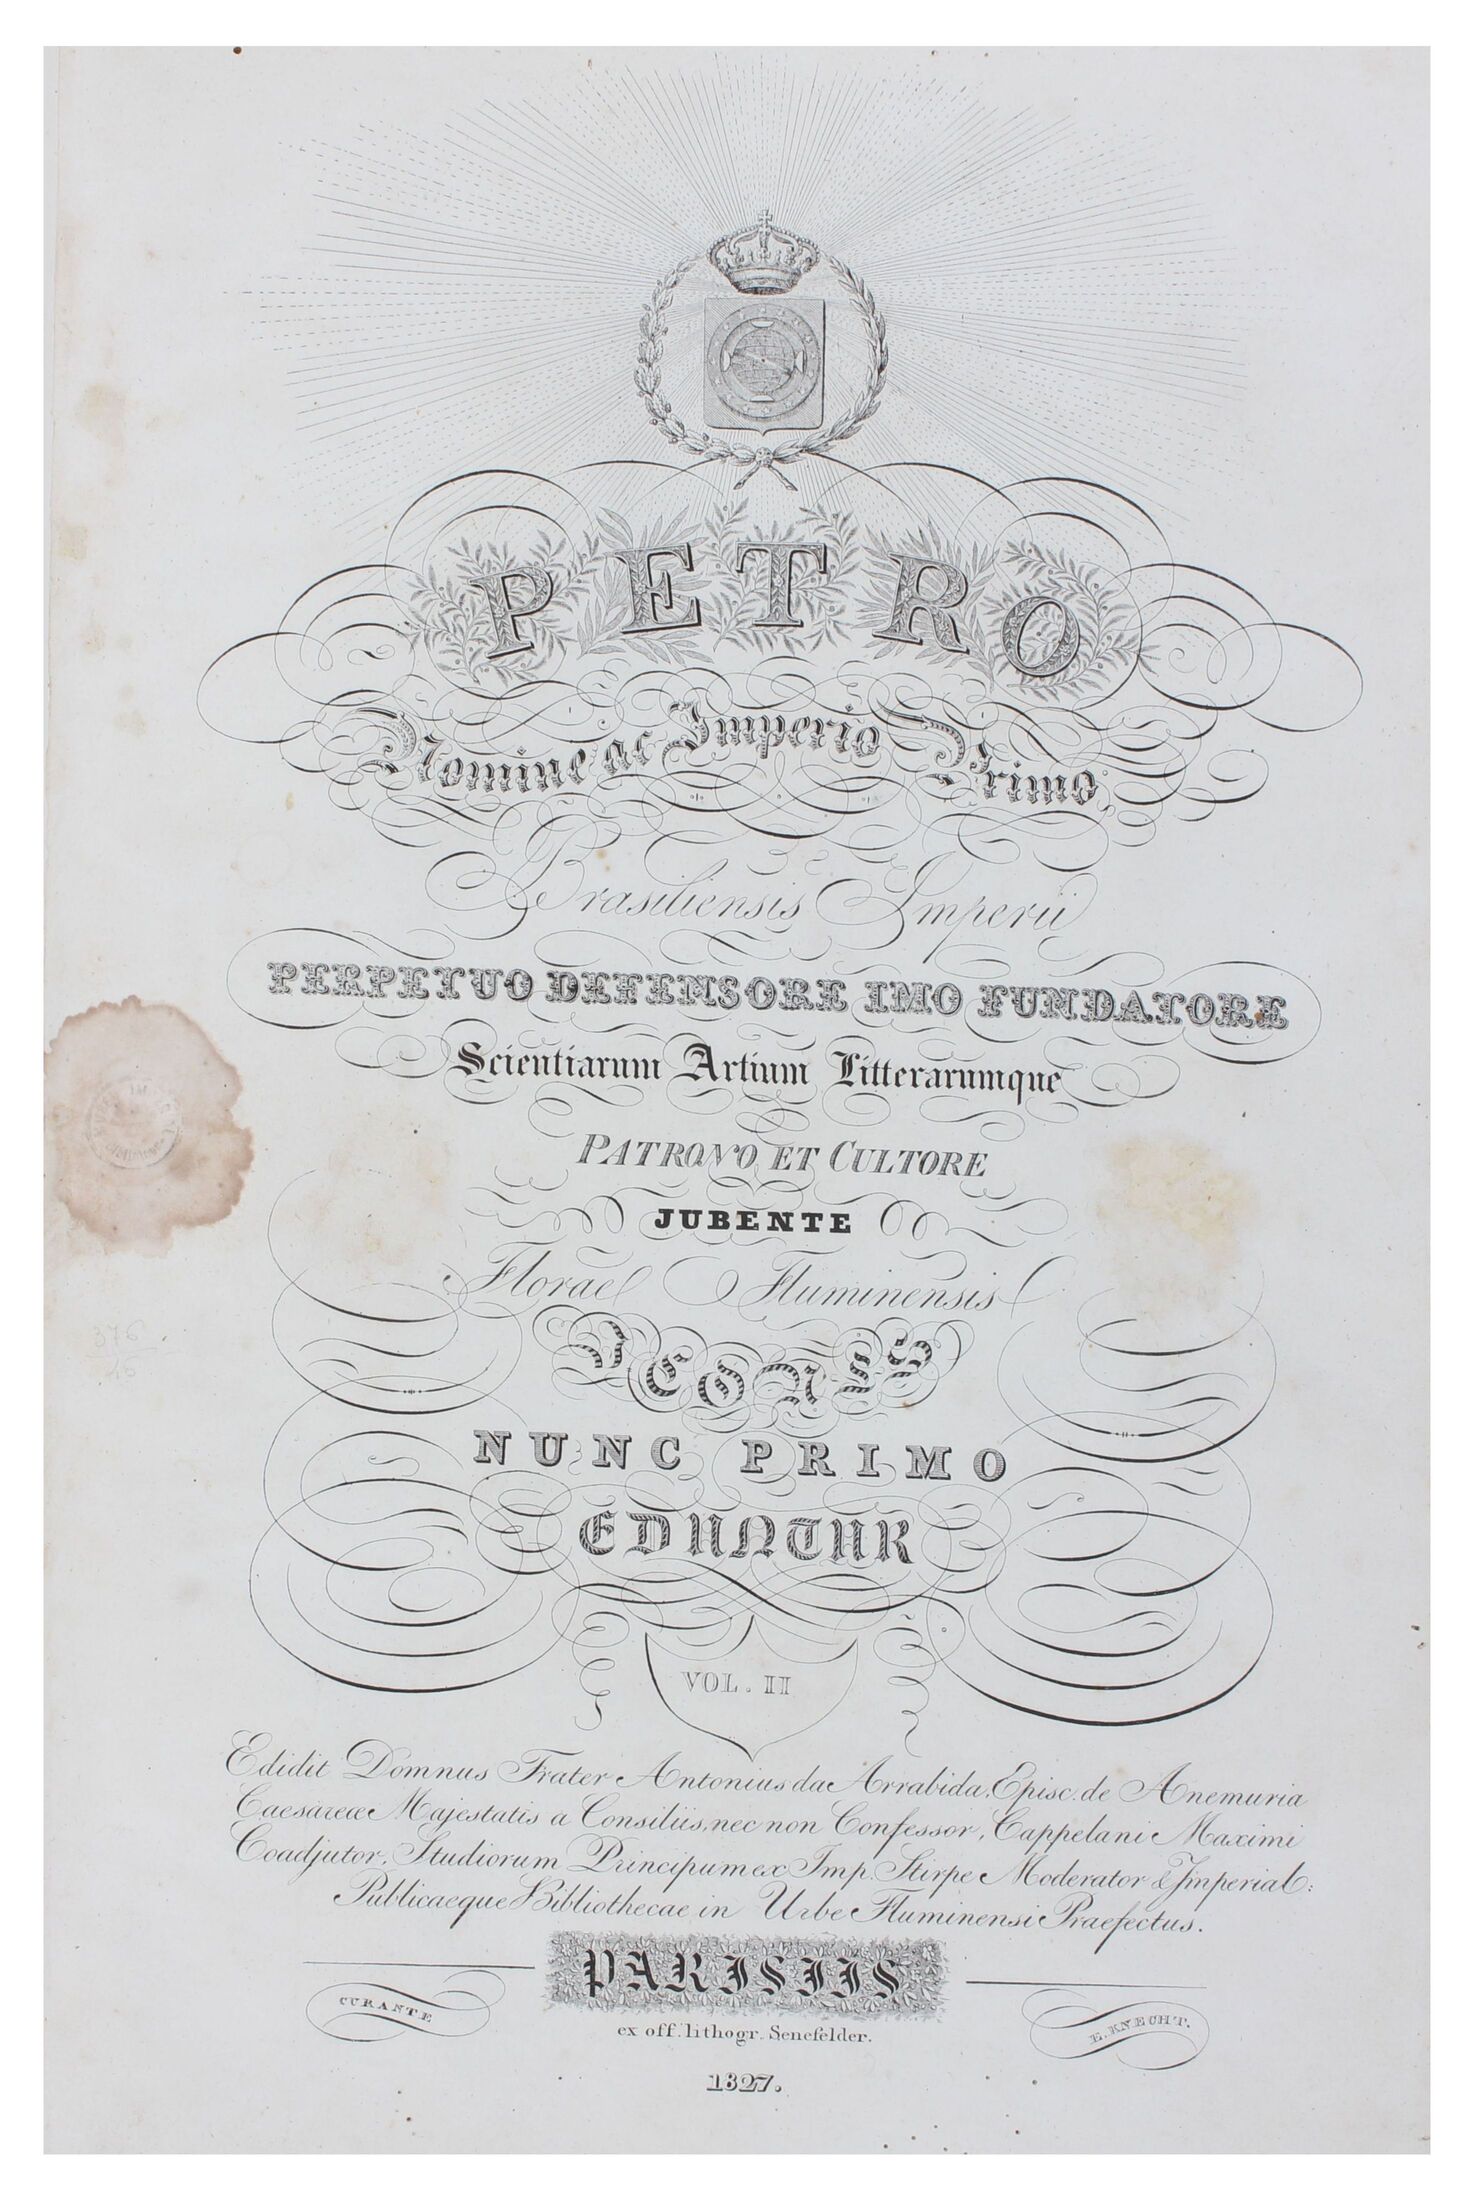 PETRO
Nomine ac Imperio Primo
Brasiliensis Imperii
PERPETUO DEFENSORE IMO FUNDATORE
Scientiarum Artium Litterarumque
PATRONO ET CULTORE
JUBENTE
Florae Fluminensis
ICONES
NUNC PRIMO
EDUNTUR
VOL. II
Edidit Domnus Frater Antonius da Arrabida, Episc. de Anemuria
Caesareae Majestatis a Consiliis, nec non Confessor, Cappelani Maximi
Coadjutor, Studiorum Principum ex Imp. Stirpe Moderator & Imperial:
Publicaeque Bibliothecae in Urbe Fluminensi Praefectus.
PARISIIS
CURANTE
E. KNECHT.
ex off. lithogr. Senefelder.
1827.
376
15